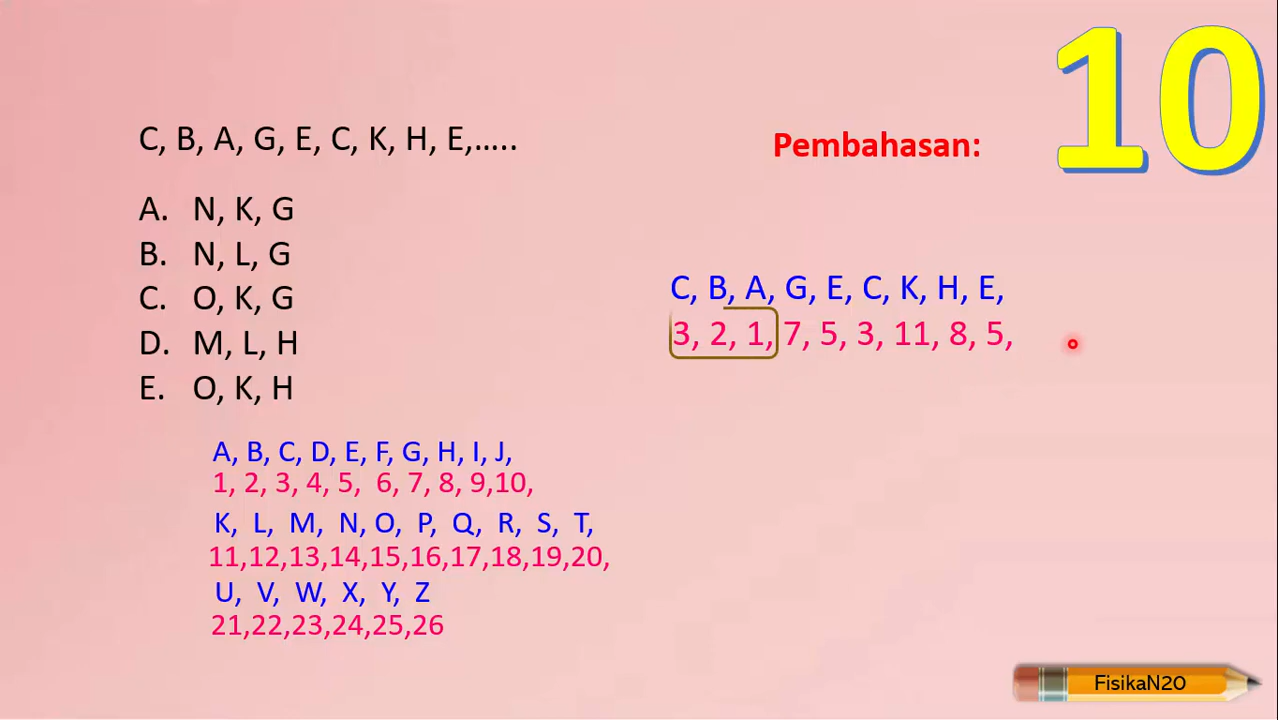 10
C, B, A, G, E, C, K, H, E,.....
A. N, K, G
B. N, L, G
C. O, K, G
D. M, L, H
E. O, K, H
A, B, C, D, E, F, G, H, I, J,
1, 2, 3, 4, 5, 6, 7, 8, 9,10,
K, L, M, N, O, P, Q, R, S, T,
11,12,13,14,15,16,17,18,19,20,
U, V, W, X, Y, Z
21,22,23,24,25,26
Pembahasan:
C, B, A, G, E, C, K, H, E,
3, 2, 1, 7, 5, 3, 11, 8, 5,
FisikaN20